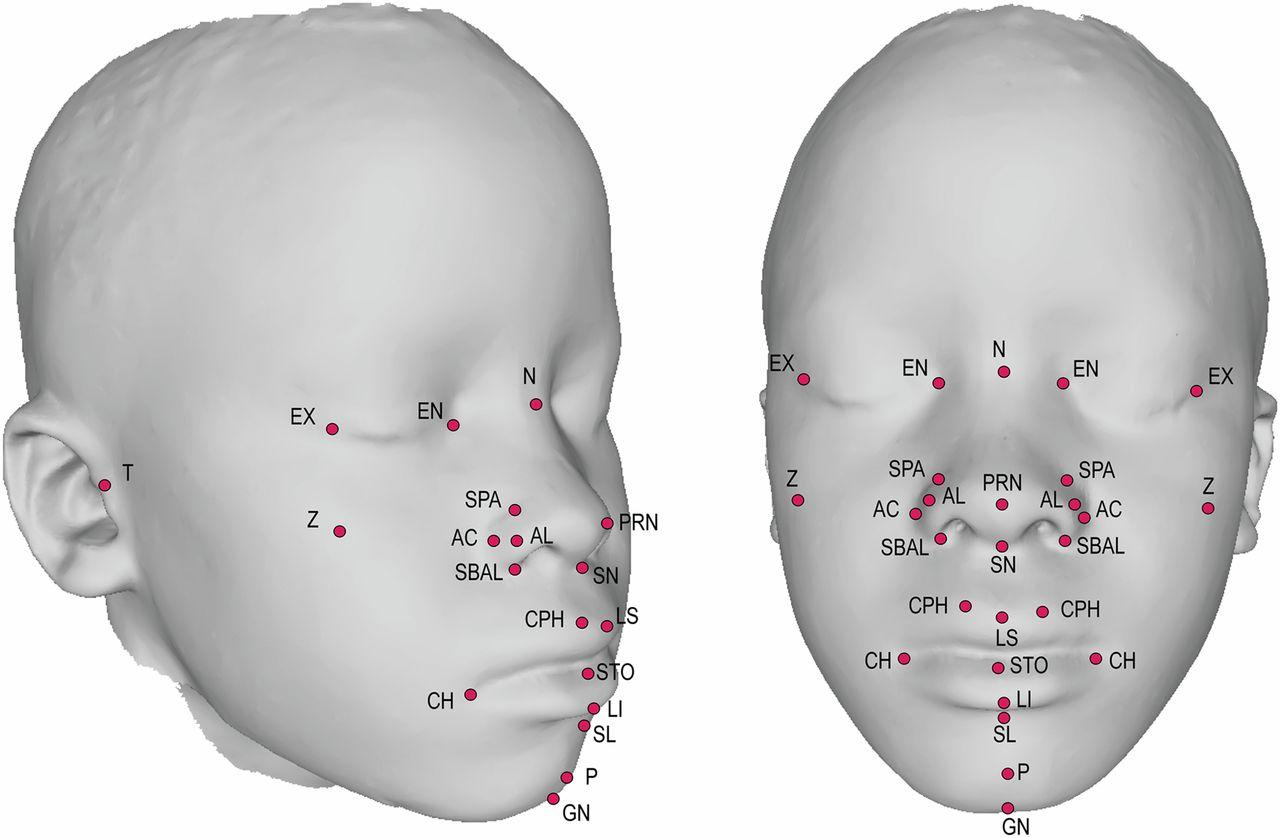 N
EX
EN
T
SPA
Z
PRN
AC
AL
SBAL
SN
CPH
LS
STO
CH
LI
SL
P
GN
N
EX
EN
EN
EX
SPA
SPA
Z
PRN
Z
AL
AL
AC
AC
SBAL
SBAL
SN
CPH
CPH
LS
CH
STO
CH
LI
SL
P
GN